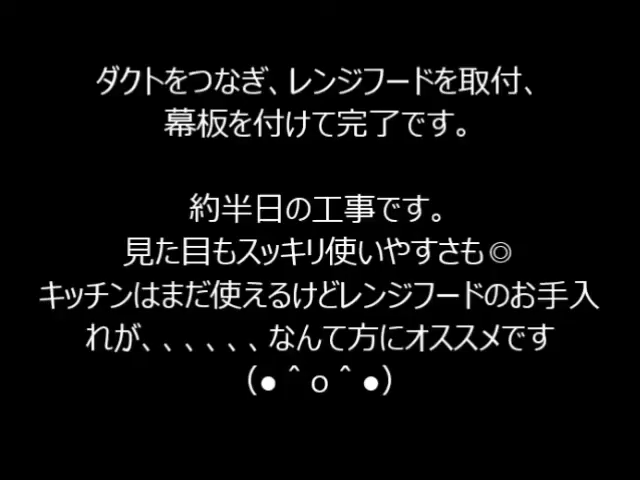 ダクトをつなぎ、レンジフードを取付、
幕板を付けて完了です。
約半日の工事です。
見た目もスッキリ使いやすさも◎
キッチンはまだ使えるけどレンジフードのお手入
れが、、、、、、なんて方にオススメです
(●＾o＾●)